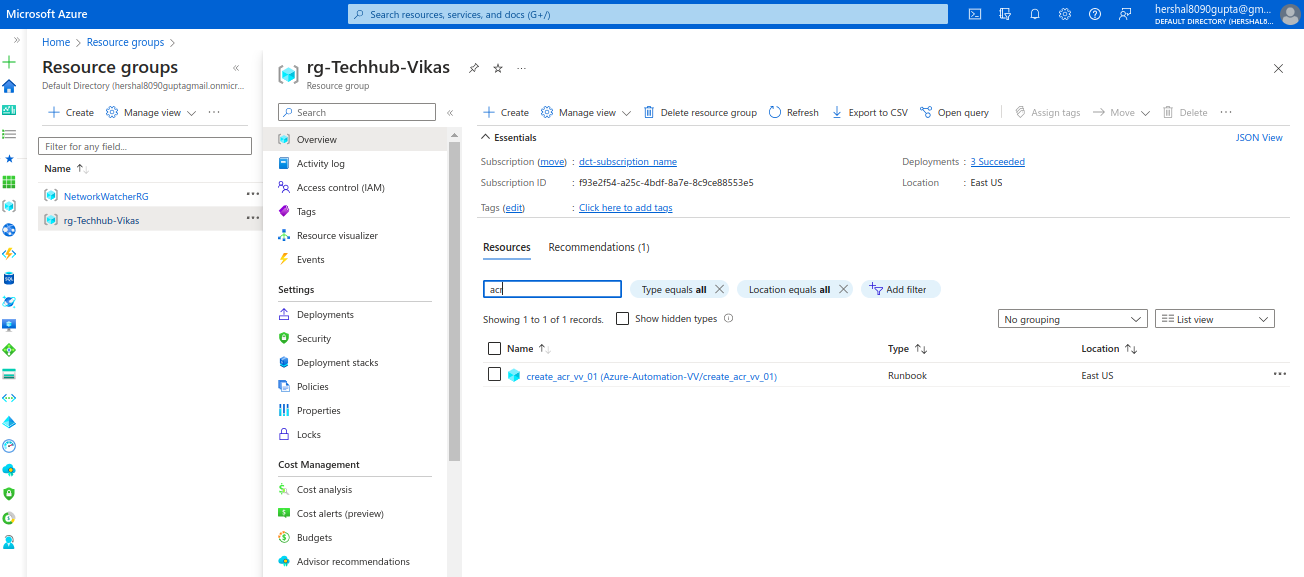 Microsoft Azure
Search resources, services, and docs (G+/)
hershal8090gupta@gm...
DEFAULT DIRECTORY (HERSHAL8...
Home > Resource groups >
Resource groups
Default Directory (hershal8090guptagmail.onmicr...
Create Manage view
Filter for any field...
Name
NetworkWatcherRG
rg-Techhub-Vikas
rg-Techhub-Vikas
Resource group
Search
Overview
Activity log
Access control (IAM)
Tags
Resource visualizer
Events
Settings
Deployments
Security
Deployment stacks
Policies
Properties
Locks
Cost Management
Cost analysis
Cost alerts (preview)
Budgets
Advisor recommendations
Create Manage view Delete resource group Refresh Export to CSV Open query Assign tags Move Delete
Essentials JSON View
Subscription (move) : dct-subscription_name Deployments : 3 Succeeded
Subscription ID : f93e2f54-a25c-4bdf-8a7e-8c9ce88553e5 Location : East US
Tags (edit) : Click here to add tags
Resources Recommendations (1)
acr Type equals all Location equals all Add filter
Showing 1 to 1 of 1 records. Show hidden types No grouping List view
Name Type Location
create_acr_vv_01 (Azure-Automation-VV/create_acr_vv_01) Runbook East US